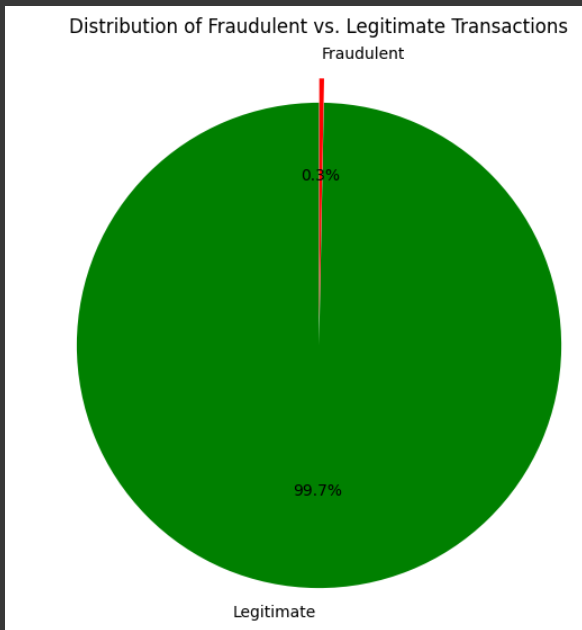 Distribution of Fraudulent vs. Legitimate Transactions
Fraudulent
0.3%
99.7%
Legitimate